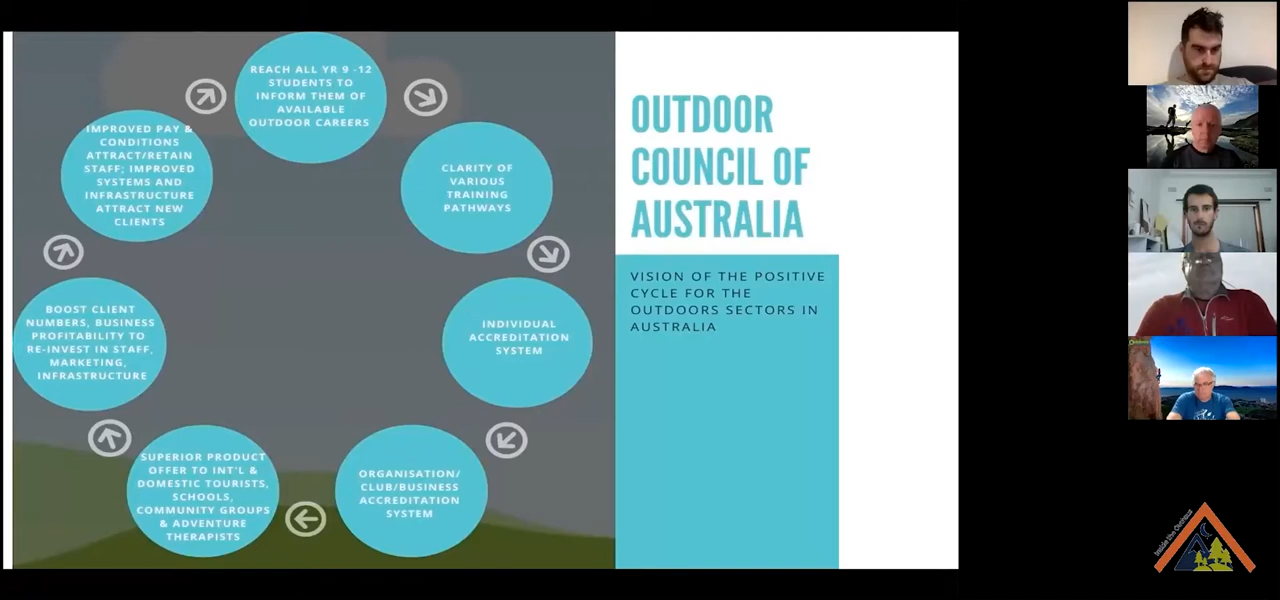 REACH ALL YR 9 -12
STUDENTS TO
INFORM THEM OF
AVAILABLE
OUTDOOR CAREERS
CLARITY OF
VARIOUS
TRAINING
PATHWAYS
INDIVIDUAL
ACCREDITATION
SYSTEM
ORGANISATION/
CLUB/BUSINESS
ACCREDITATION
SYSTEM
SUPERIOR PRODUCT
OFFER TO INT'L &
DOMESTIC TOURISTS,
SCHOOLS,
COMMUNITY GROUPS
& ADVENTURE
THERAPISTS
BOOST CLIENT
NUMBERS, BUSINESS
PROFITABILITY TO
RE-INVEST IN STAFF,
MARKETING,
INFRASTRUCTURE
IMPROVED PAY &
CONDITIONS
ATTRACT/RETAIN
STAFF; IMPROVED
SYSTEMS AND
INFRASTRUCTURE
ATTRACT NEW
CLIENTS
OUTDOOR
COUNCIL OF
AUSTRALIA
VISION OF THE POSITIVE
CYCLE FOR THE
OUTDOORS SECTORS IN
AUSTRALIA
Inside the